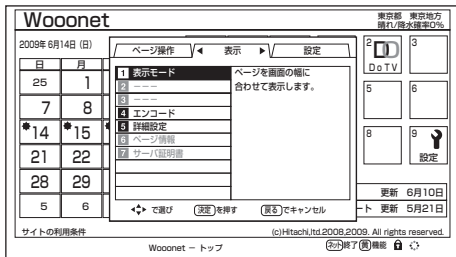 Wooonet
東京都 東京地方
晴れ/降水確率0%
2009年 6月14日 (日)
ページ操作 ◀ 表示 ▶ 設定
日 月
25 1
7 8
14 15
21 22
28 29
5 6
1 表示モード
2 ---
3 ---
4 エンコード
5 詳細設定
6 ページ情報
7 サーバ証明書
ページを画面の幅に
合わせて表示します。
で選び 決定 を押す 戻る でキャンセル
2 DoTV
3
5
6
8
9 設定
更新 6月10日
ート 更新 5月21日
サイトの利用条件
(c)Hitachi,ltd.2008,2009. All rights reserved.
Wooonet − トップ
ネット 終了 黄 機能